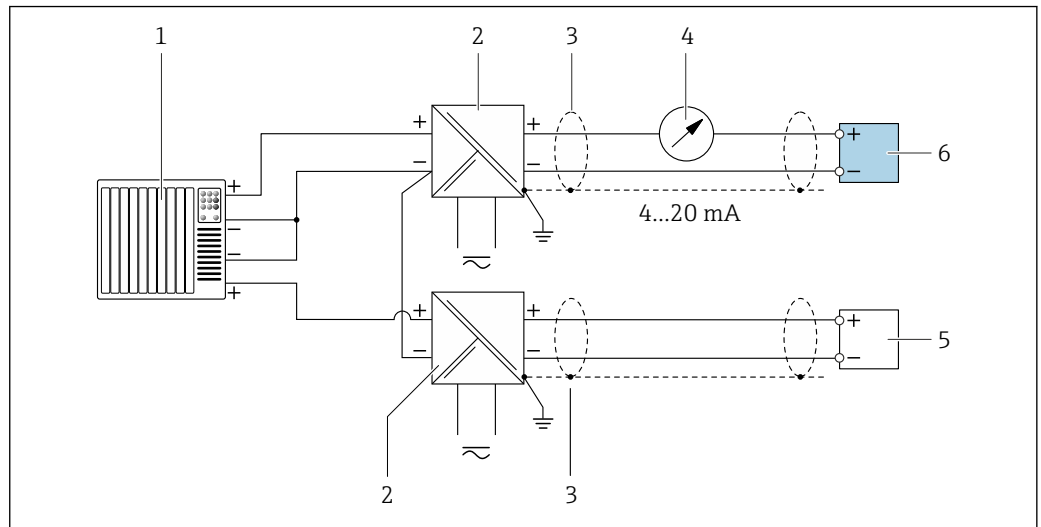 1 2 3 4
+ +
− −
+ + 6
− −
− 4...20 mA
+
+ + + 5
− − −
2 3